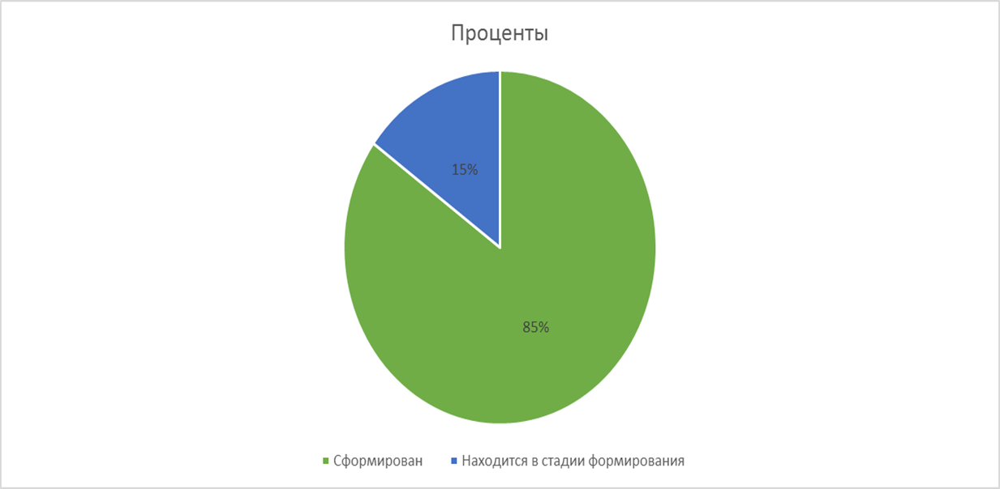 Проценты
15%
85%
Сформирован
Находится в стадии формирования